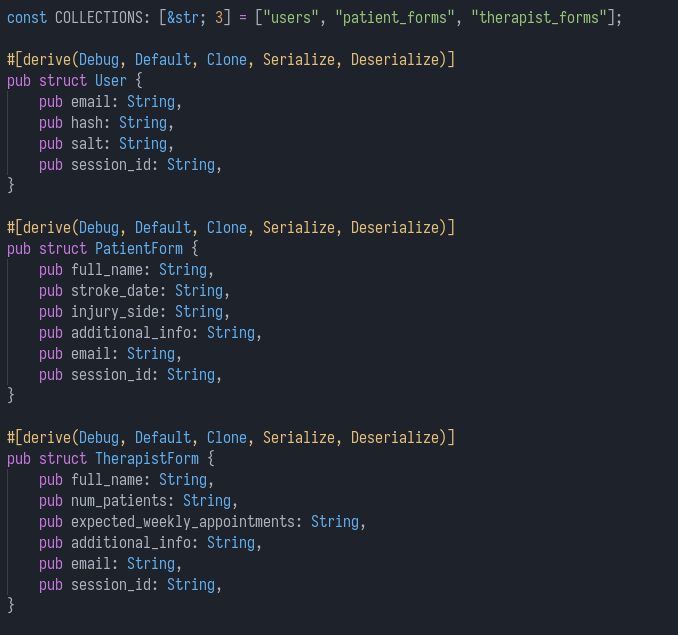 const COLLECTIONS: [&str; 3] = ["users", "patient_forms", "therapist_forms"];

#[derive(Debug, Default, Clone, Serialize, Deserialize)]
pub struct User {
    pub email: String,
    pub hash: String,
    pub salt: String,
    pub session_id: String,
}

#[derive(Debug, Default, Clone, Serialize, Deserialize)]
pub struct PatientForm {
    pub full_name: String,
    pub stroke_date: String,
    pub injury_side: String,
    pub additional_info: String,
    pub email: String,
    pub session_id: String,
}

#[derive(Debug, Default, Clone, Serialize, Deserialize)]
pub struct TherapistForm {
    pub full_name: String,
    pub num_patients: String,
    pub expected_weekly_appointments: String,
    pub additional_info: String,
    pub email: String,
    pub session_id: String,
}